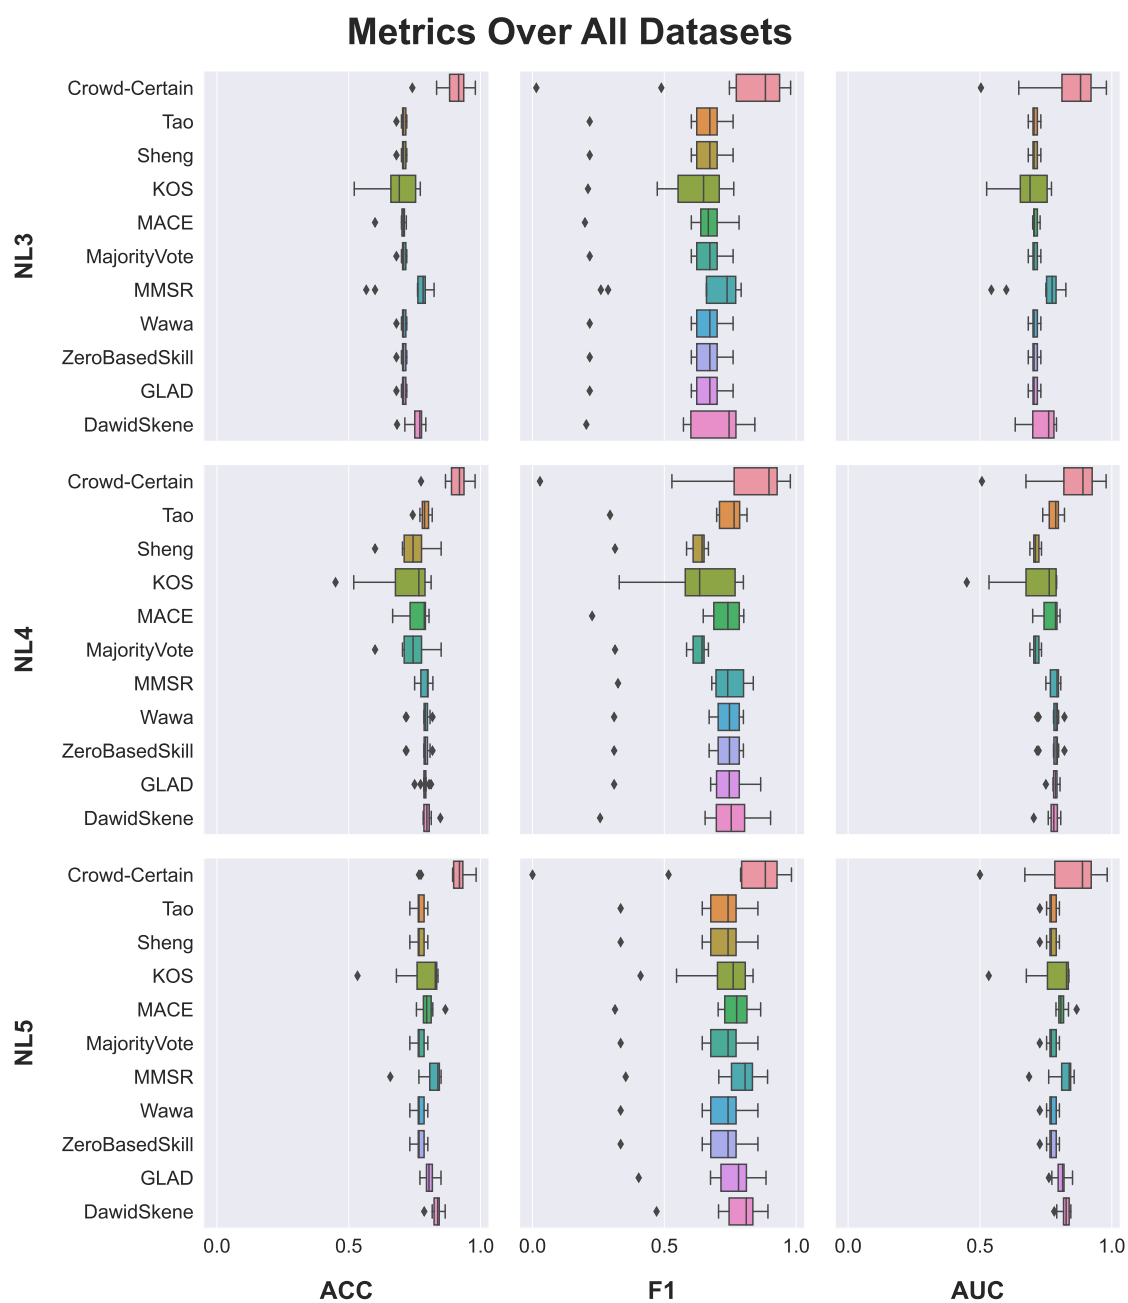 Metrics Over All Datasets
NL3
Crowd-Certain
Tao
Sheng
KOS
MACE
MajorityVote
MMSR
Wawa
ZeroBasedSkill
GLAD
DawidSkene
NL4
Crowd-Certain
Tao
Sheng
KOS
MACE
MajorityVote
MMSR
Wawa
ZeroBasedSkill
GLAD
DawidSkene
NL5
Crowd-Certain
Tao
Sheng
KOS
MACE
MajorityVote
MMSR
Wawa
ZeroBasedSkill
GLAD
DawidSkene
0.0 0.5 1.0 0.0 0.5 1.0 0.0 0.5 1.0
ACC F1 AUC